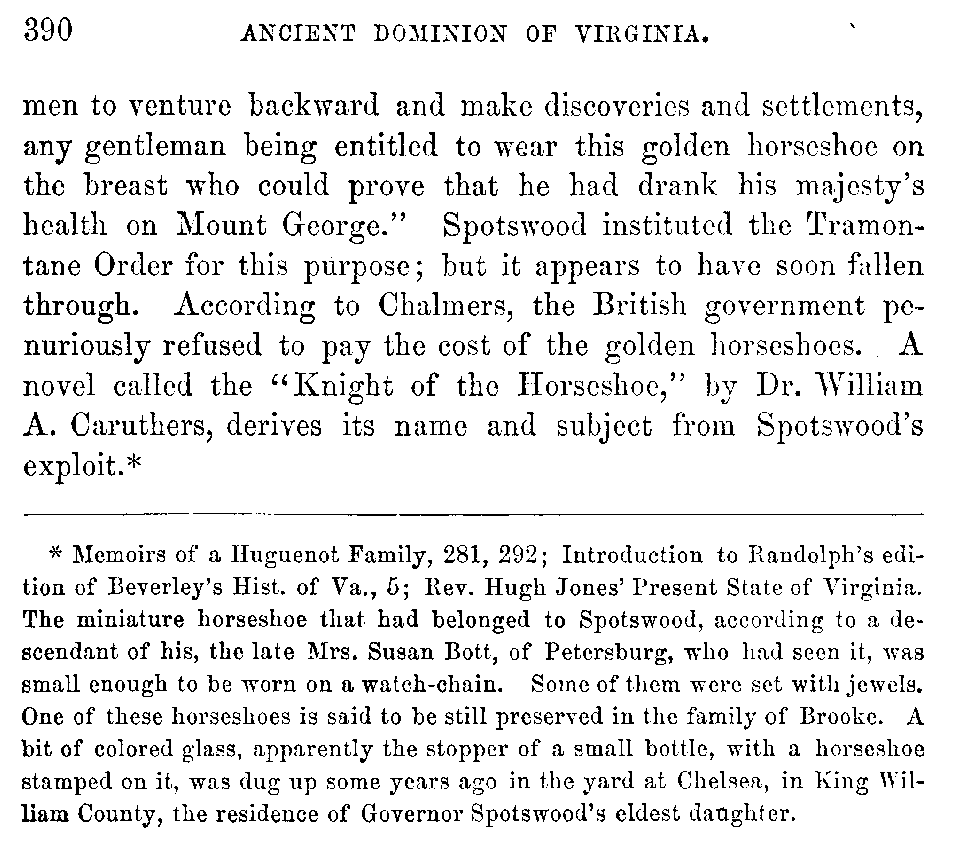 390 ANCIENT DOMINION OF VIRGINIA.
men to venture backward and make discoveries and settlements,
any gentleman being entitled to wear this golden horseshoe on
the breast who could prove that he had drank his majesty's
health on Mount George." Spotswood instituted the Tramon-
tane Order for this purpose; but it appears to have soon fallen
through. According to Chalmers, the British government pe-
nuriously refused to pay the cost of the golden horseshoes. A
novel called the "Knight of the Horseshoe," by Dr. William
A. Caruthers, derives its name and subject from Spotswood's
exploit.*
* Memoirs of a Huguenot Family, 281, 292; Introduction to Randolph's edi-
tion of Beverley's Hist. of Va., 5; Rev. Hugh Jones' Present State of Virginia.
The miniature horseshoe that had belonged to Spotswood, according to a de-
scendant of his, the late Mrs. Susan Bott, of Petersburg, who had seen it, was
small enough to be worn on a watch-chain. Some of them were set with jewels.
One of these horseshoes is said to be still preserved in the family of Brooke. A
bit of colored glass, apparently the stopper of a small bottle, with a horseshoe
stamped on it, was dug up some years ago in the yard at Chelsea, in King Wil-
liam County, the residence of Governor Spotswood's eldest daughter.